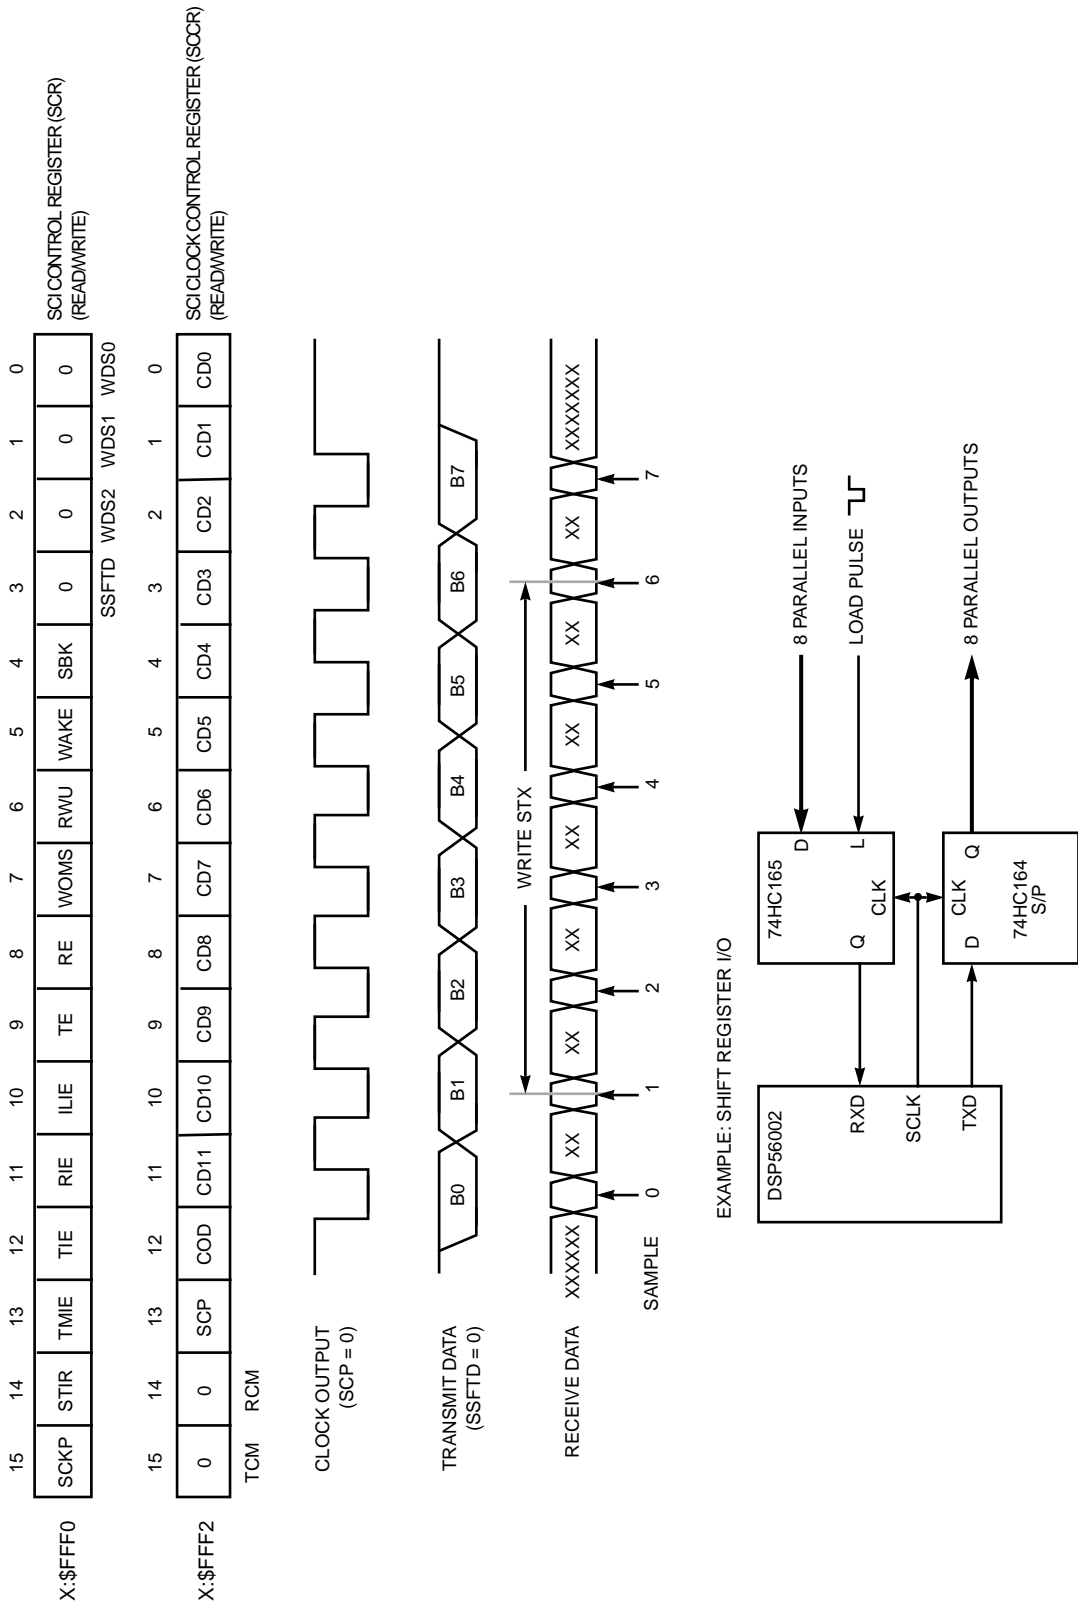 15 14 13 12 11 10 9 8 7 6 5 4 3 2 1 0
X:$FFF0 SCKP STIR TMIE TIE RIE ILIE TE RE WOMS RWU WAKE SBK 0 0 0 0 SCI CONTROL REGISTER (SCR)
(READ/WRITE)
SSFTD WDS2 WDS1 WDS0
15 14 13 12 11 10 9 8 7 6 5 4 3 2 1 0
X:$FFF2 0 0 SCP COD CD11 CD10 CD9 CD8 CD7 CD6 CD5 CD4 CD3 CD2 CD1 CD0 SCI CLOCK CONTROL REGISTER (SCCR)
(READ/WRITE)
TCM RCM
CLOCK OUTPUT
(SCP = 0)
TRANSMIT DATA
(SSFTD = 0)
B0 B1 B2 B3 B4 B5 B6 B7
WRITE STX
RECEIVE DATA XXXXXX XX XX XX XX XX XX XX XXXXXXX
SAMPLE 0 1 2 3 4 5 6 7
EXAMPLE: SHIFT REGISTER I/O
DSP56002
RXD
SCLK
TXD
74HC165
Q
D
L
CLK
8 PARALLEL INPUTS
LOAD PULSE
CLK
D
Q
74HC164
S/P
8 PARALLEL OUTPUTS